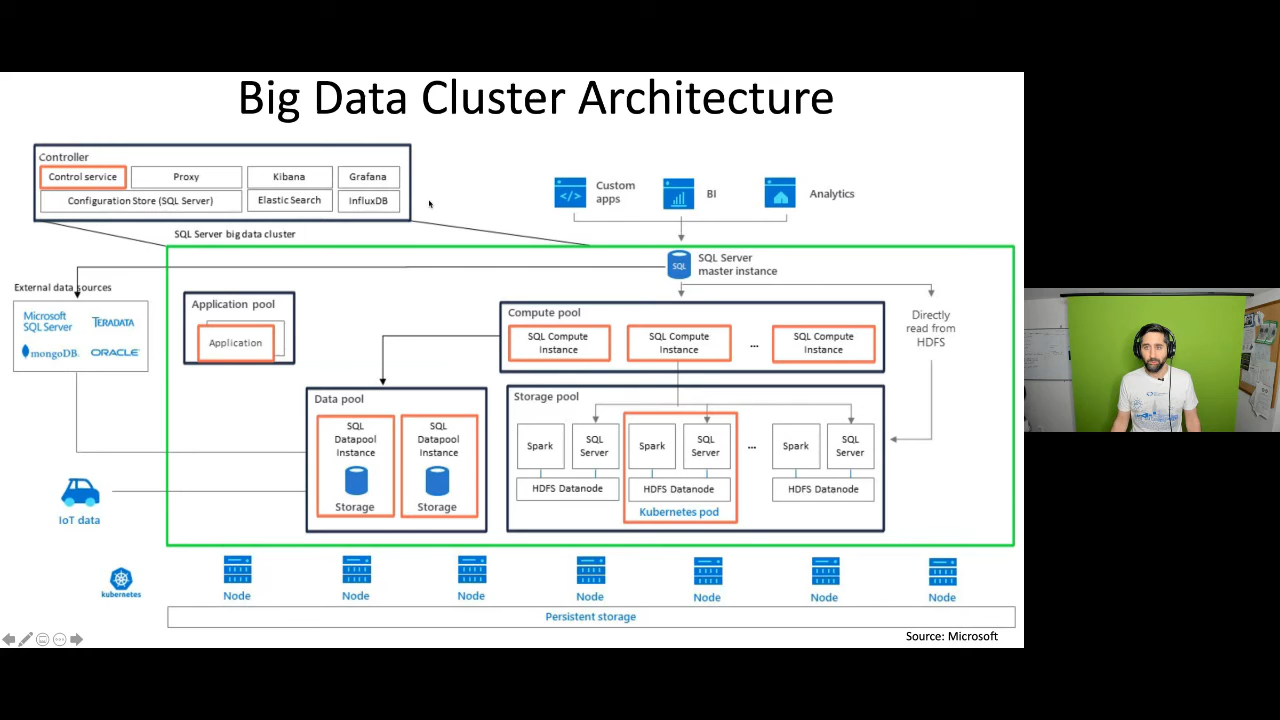 Big Data Cluster Architecture
Controller
Control service
Proxy
Kibana
Grafana
Configuration Store (SQL Server)
Elastic Search
InfluxDB
Custom
apps
BI
Analytics
SQL Server big data cluster
SQL
SQL Server
master instance
External data sources
Microsoft
SQL Server
TERADATA
mongoDB.
ORACLE
Application pool
Application
Compute pool
SQL Compute
Instance
SQL Compute
Instance
...
SQL Compute
Instance
Directly
read from
HDFS
Data pool
SQL
Datapool
Instance
Storage
SQL
Datapool
Instance
Storage
Storage pool
Spark
SQL
Server
HDFS Datanode
Spark
SQL
Server
HDFS Datanode
Kubernetes pod
...
Spark
SQL
Server
HDFS Datanode
IoT data
kubernetes
Node
Node
Node
Node
Node
Node
Node
Persistent storage
Source: Microsoft